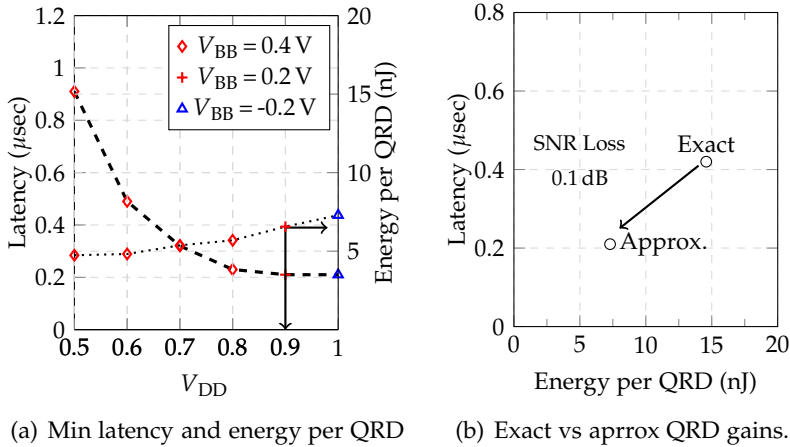 V_BB = 0.4 V
V_BB = 0.2 V
V_BB = -0.2 V
Latency (μsec)
1.2
1
0.8
0.6
0.4
0.2
0
0.5 0.6 0.7 0.8 0.9 1
V_DD
20
15
10
5
0
Energy per QRD (nJ)
(a) Min latency and energy per QRD
Latency (μsec)
0.8
0.6
0.4
0.2
0
SNR Loss
0.1 dB
Exact
Approx.
0 5 10 15 20
Energy per QRD (nJ)
(b) Exact vs aprrox QRD gains.